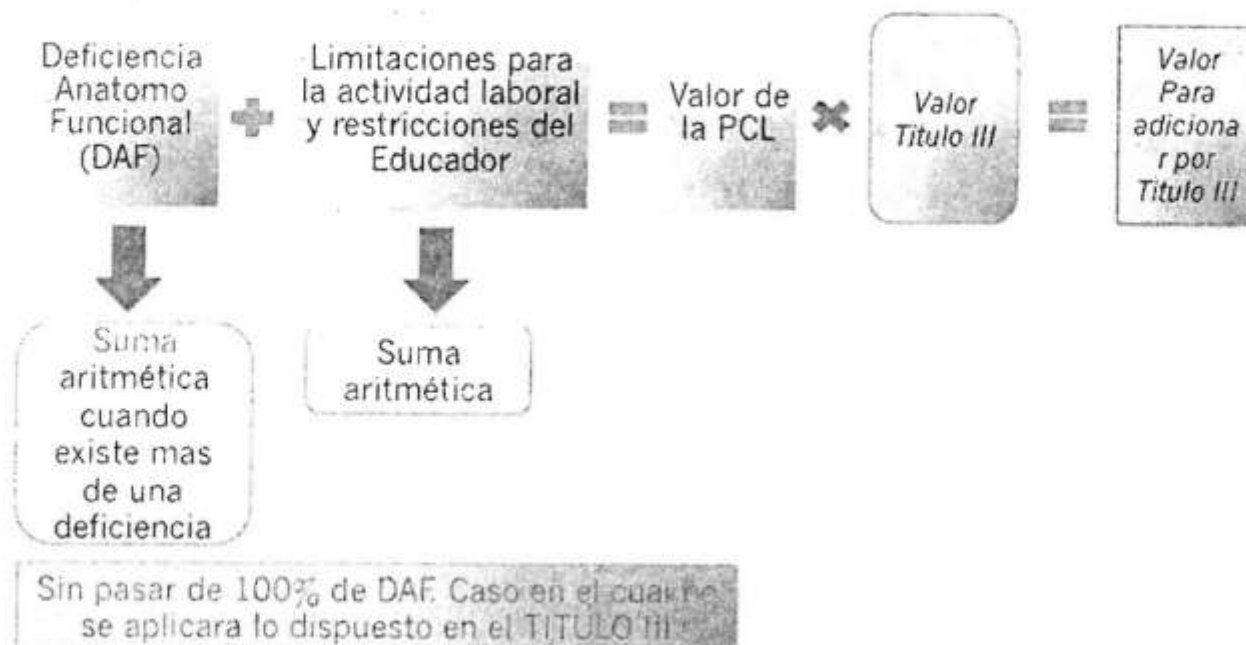 Deficiencia
Anatomo
Funcional
(DAF)
Limitaciones para
la actividad laboral
y restricciones del
Educador
Valor de
la PCL
Valor
Titulo III
Valor
Para
adiciona
r por
Titulo III
Suma
aritmética
cuando
existe mas
de una
deficiencia
Suma
aritmética
Sin pasar de 100% de DAF. Caso en el cual no
se aplicara lo dispuesto en el TITULO III